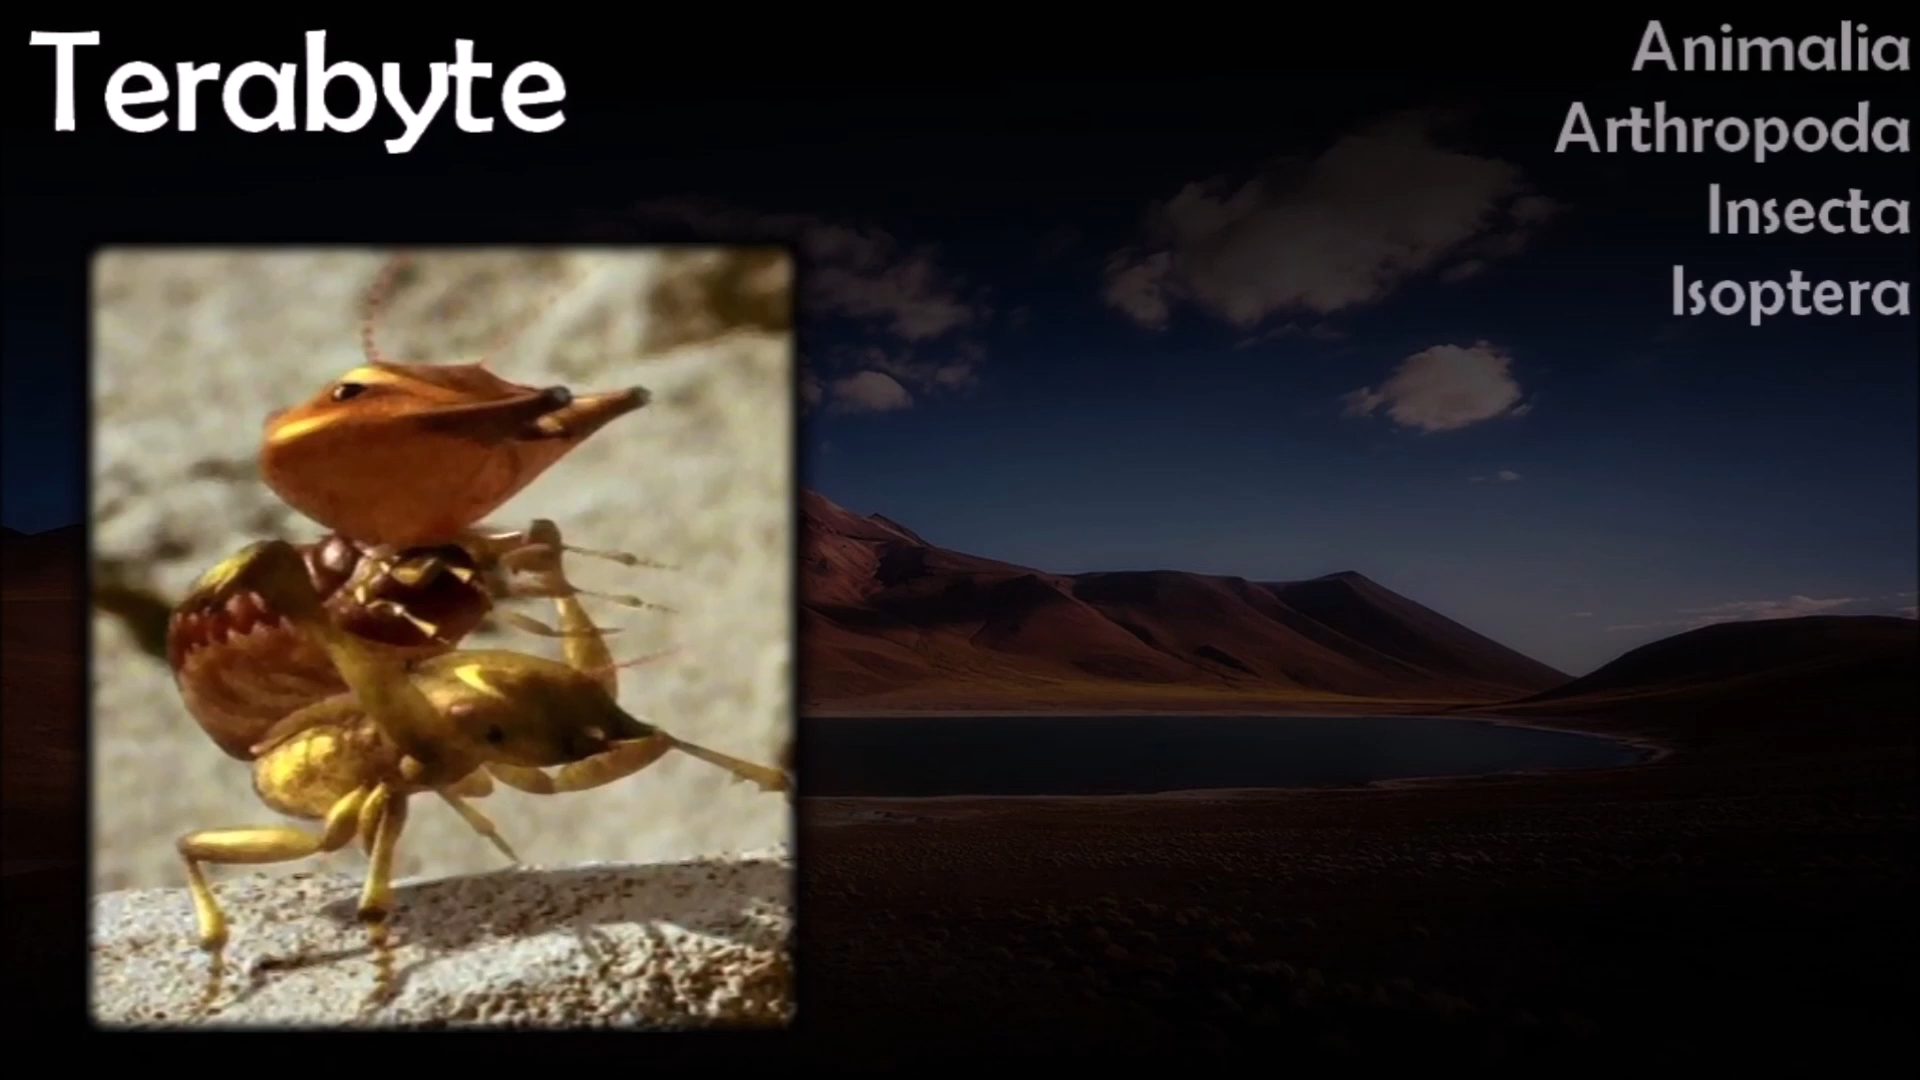 Terabyte
Animalia
Arthropoda
Insecta
Isoptera